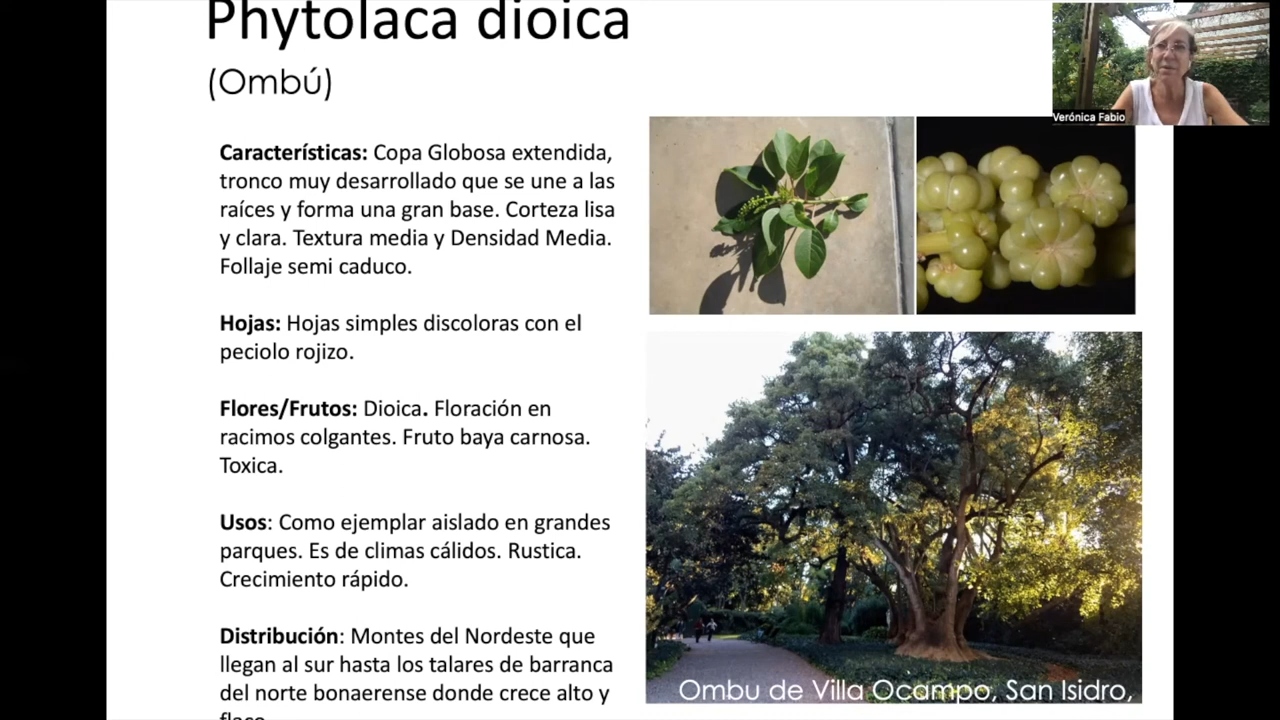 Phytolaca dioica
(Ombú)
Verónica Fabio
Características: Copa Globosa extendida,
tronco muy desarrollado que se une a las
raíces y forma una gran base. Corteza lisa
y clara. Textura media y Densidad Media.
Follaje semi caduco.
Hojas: Hojas simples discoloras con el
peciolo rojizo.
Flores/Frutos: Dioica. Floración en
racimos colgantes. Fruto baya carnosa.
Toxica.
Usos: Como ejemplar aislado en grandes
parques. Es de climas cálidos. Rustica.
Crecimiento rápido.
Distribución: Montes del Nordeste que
llegan al sur hasta los talares de barranca
del norte bonaerense donde crece alto y
flaco
Ombu de Villa Ocampo, San Isidro,